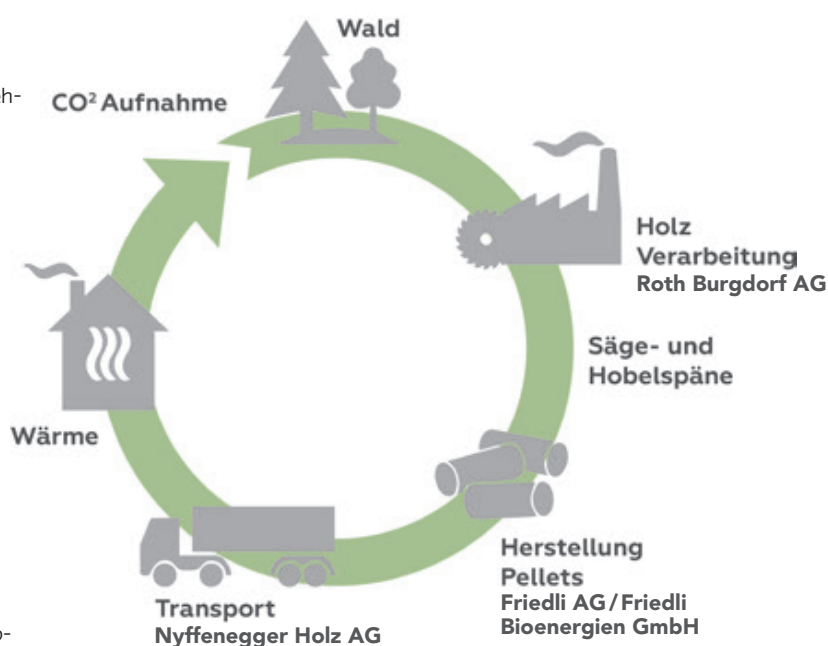 Wald
eh-
CO² Aufnahme
Holz
Verarbeitung
Roth Burgdorf AG
Säge- und
Hobelspäne
Wärme
Herstellung
Pellets
Friedli AG/Friedli
Bioenergien GmbH
Transport
Nyffenegger Holz AG